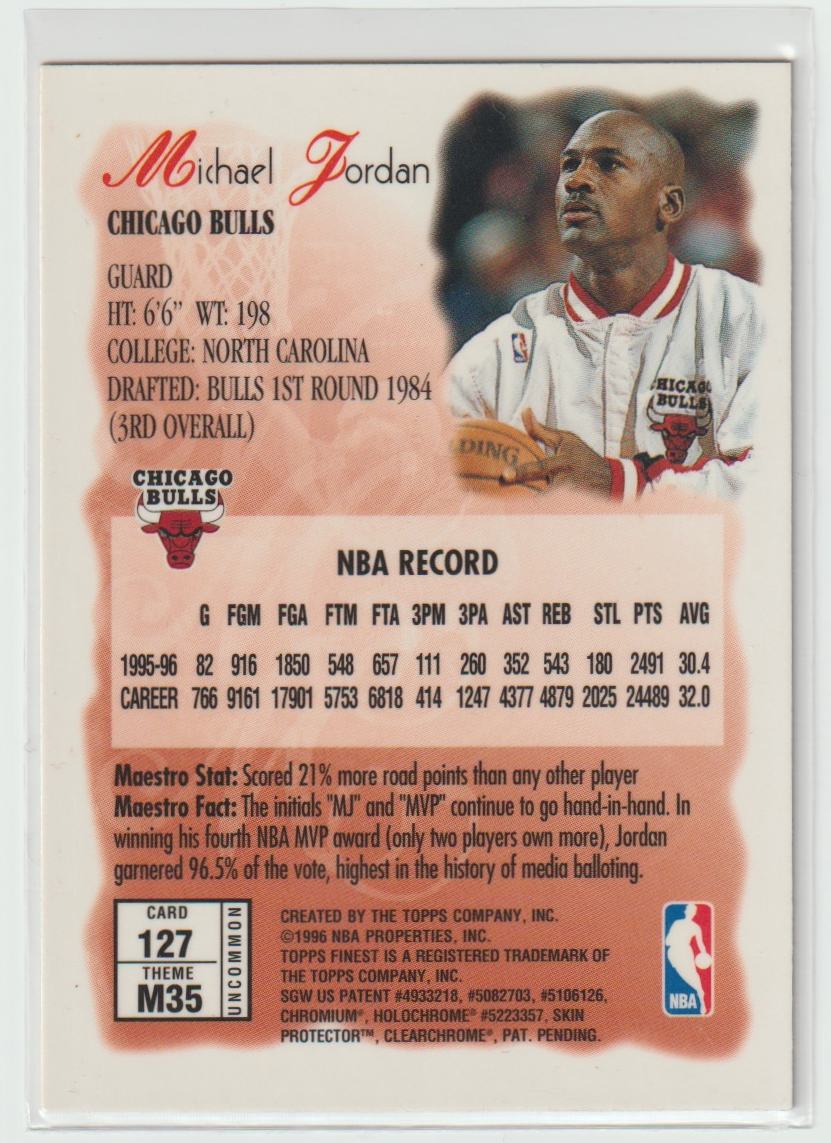 Michael Jordan
CHICAGO BULLS
GUARD
HT: 6'6" WT: 198
COLLEGE: NORTH CAROLINA
DRAFTED: BULLS 1ST ROUND 1984
(3RD OVERALL)
CHICAGO
BULLS
DING
CHICAGO
BULLS
NBA RECORD
G FGM FGA FTM FTA 3PM 3PA AST REB STL PTS AVG
1995-96 82 916 1850 548 657 111 260 352 543 180 2491 30.4
CAREER 766 9161 17901 5753 6818 414 1247 4377 4879 2025 24489 32.0
Maestro Stat: Scored 21% more road points than any other player
Maestro Fact: The initials "MJ" and "MVP" continue to go hand-in-hand. In
winning his fourth NBA MVP award (only two players own more), Jordan
garnered 96.5% of the vote, highest in the history of media balloting.
CARD
127
THEME
M35
UNCOMMON
CREATED BY THE TOPPS COMPANY, INC.
©1996 NBA PROPERTIES, INC.
TOPPS FINEST IS A REGISTERED TRADEMARK OF
THE TOPPS COMPANY, INC.
SGW US PATENT #4933218, #5082703, #5106126,
CHROMIUM®, HOLOCHROME® #5223357, SKIN
PROTECTOR™, CLEARCHROME®, PAT. PENDING.
NBA